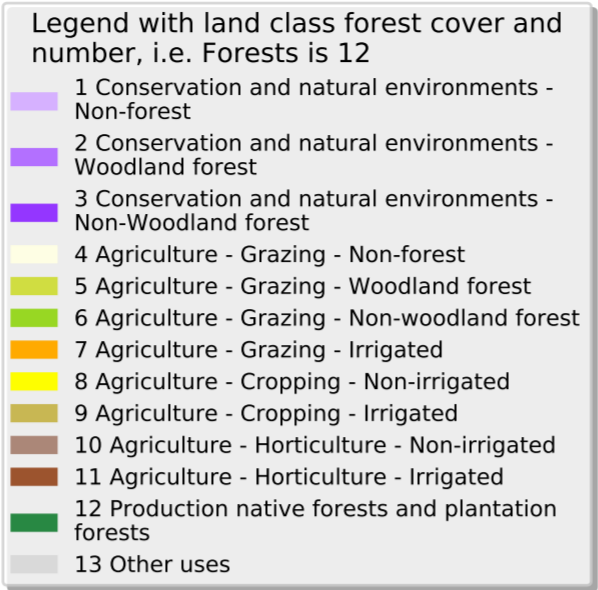 Legend with land class forest cover and
number, i.e. Forests is 12
1 Conservation and natural environments -
Non-forest
2 Conservation and natural environments -
Woodland forest
3 Conservation and natural environments -
Non-Woodland forest
4 Agriculture - Grazing - Non-forest
5 Agriculture - Grazing - Woodland forest
6 Agriculture - Grazing - Non-woodland forest
7 Agriculture - Grazing - Irrigated
8 Agriculture - Cropping - Non-irrigated
9 Agriculture - Cropping - Irrigated
10 Agriculture - Horticulture - Non-irrigated
11 Agriculture - Horticulture - Irrigated
12 Production native forests and plantation
forests
13 Other uses